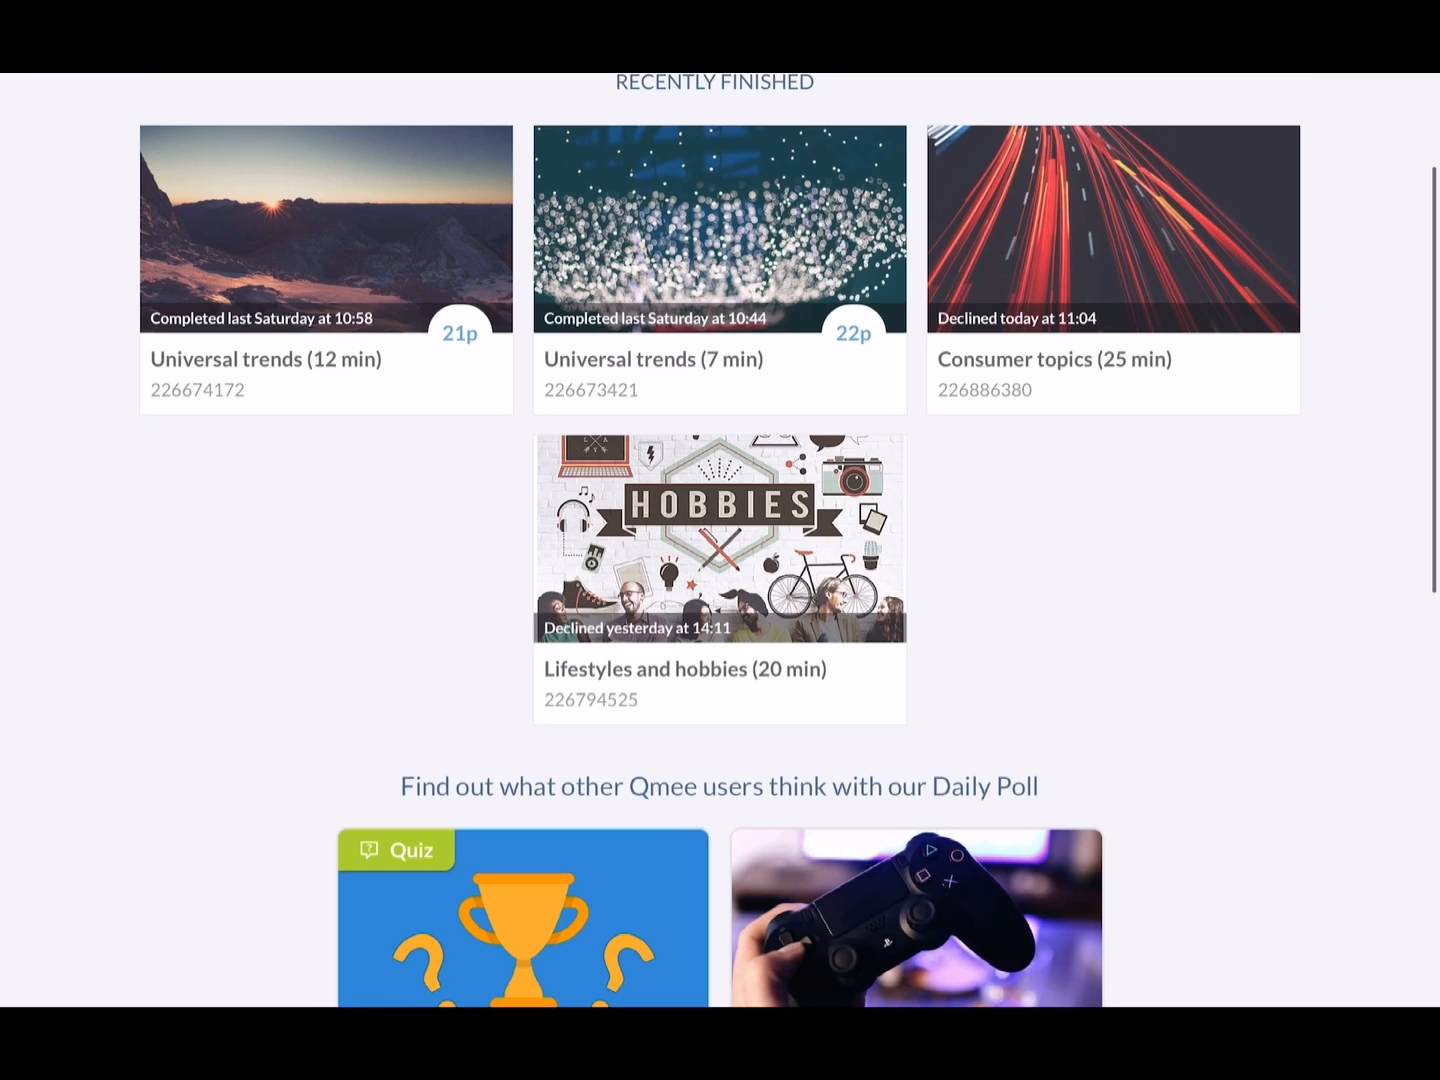 RECENTLY FINISHED
Completed last Saturday at 10:58
21p
Universal trends (12 min)
226674172
Completed last Saturday at 10:44
22p
Universal trends (7 min)
226673421
Declined today at 11:04
Consumer topics (25 min)
226886380
HOBBIES
Declined yesterday at 14:11
Lifestyles and hobbies (20 min)
226794525
Find out what other Qmee users think with our Daily Poll
Quiz